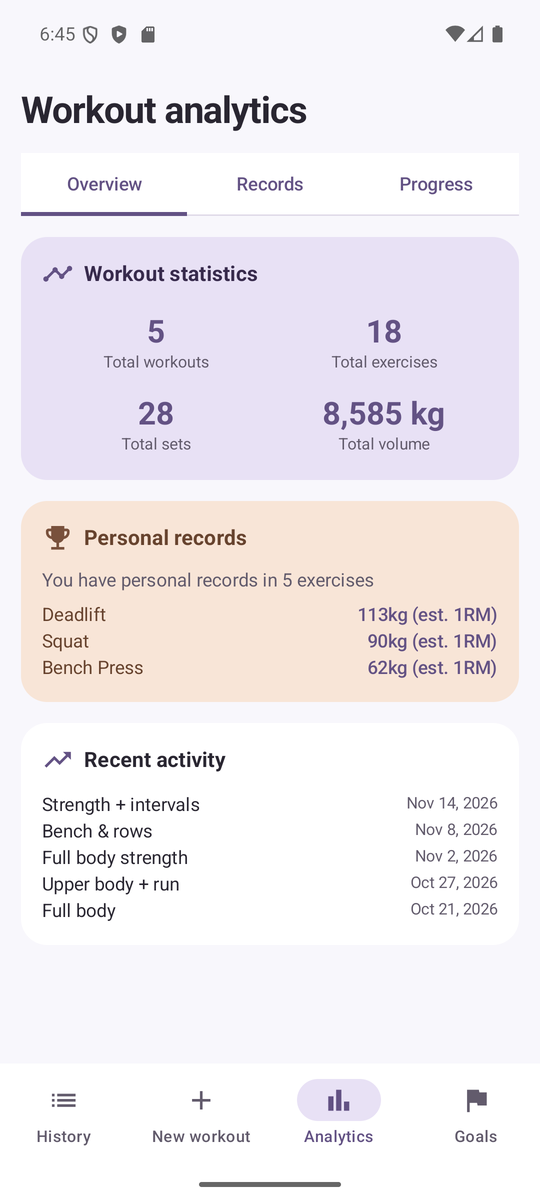 6:45
Workout analytics
Overview Records Progress
Workout statistics
5 18
Total workouts Total exercises
28 8,585 kg
Total sets Total volume
Personal records
You have personal records in 5 exercises
Deadlift 113kg (est. 1RM)
Squat 90kg (est. 1RM)
Bench Press 62kg (est. 1RM)
Recent activity
Strength + intervals Nov 14, 2026
Bench & rows Nov 8, 2026
Full body strength Nov 2, 2026
Upper body + run Oct 27, 2026
Full body Oct 21, 2026
History New workout Analytics Goals